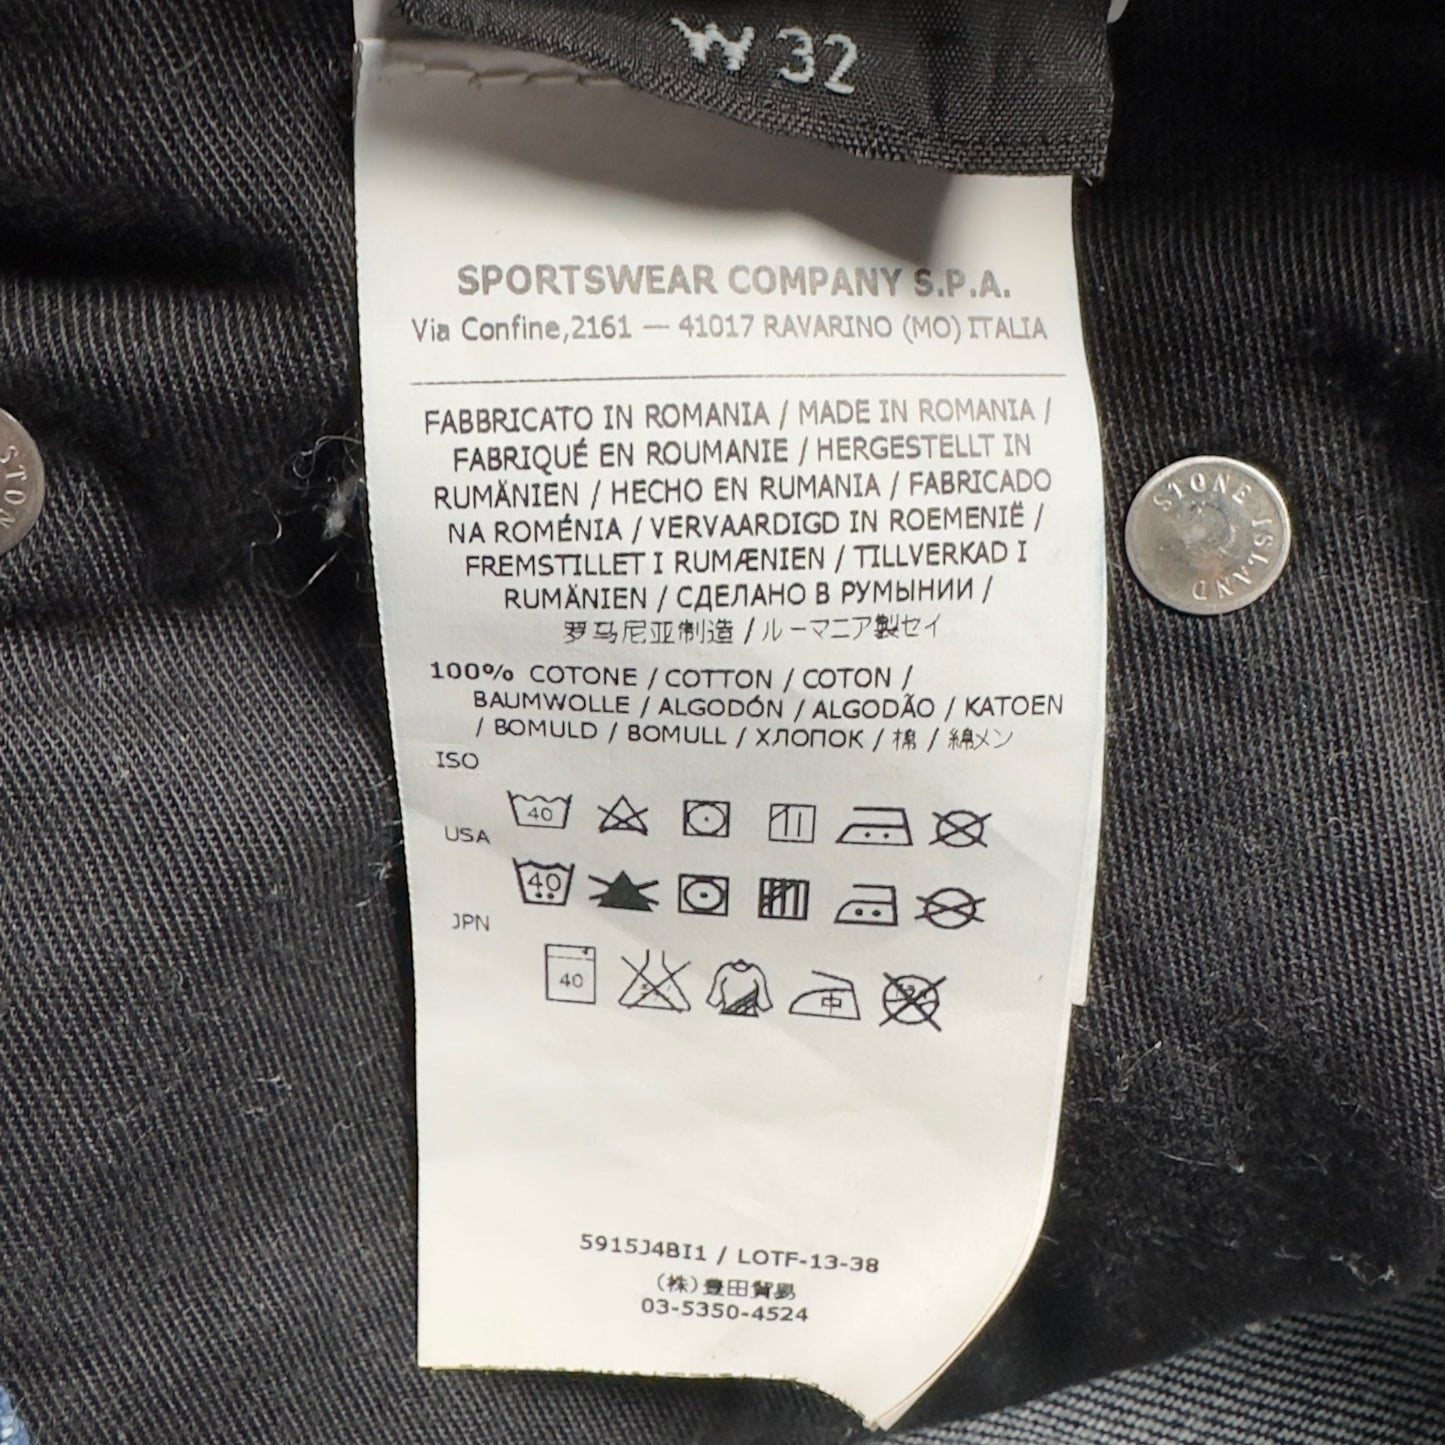 W 32
SPORTSWEAR COMPANY S.P.A.
Via Confine,2161 — 41017 RAVARINO (MO) ITALIA
FABBRICATO IN ROMANIA / MADE IN ROMANIA /
FABRIQUÉ EN ROUMANIE / HERGESTELLT IN
RUMÄNIEN / HECHO EN RUMANIA / FABRICADO
NA ROMÉNIA / VERVAARDIGD IN ROEMENIË /
FREMSTILLET I RUMÆNIEN / TILLVERKAD I
RUMÄNIEN / СДЕЛАНО В РУМЫНИИ /
罗马尼亚制造 / ルーマニア製セイ
100% COTONE / COTTON / COTON /
BAUMWOLLE / ALGODÓN / ALGODÃO / KATOEN
/ BOMULD / BOMULL / ХЛОПОК / 棉 / 綿メン
ISO
40
USA
40
JPN
40
中
5915J4BI1 / LOTF-13-38
(株)豊田貿易
03-5350-4524
STONE ISLAND
STON